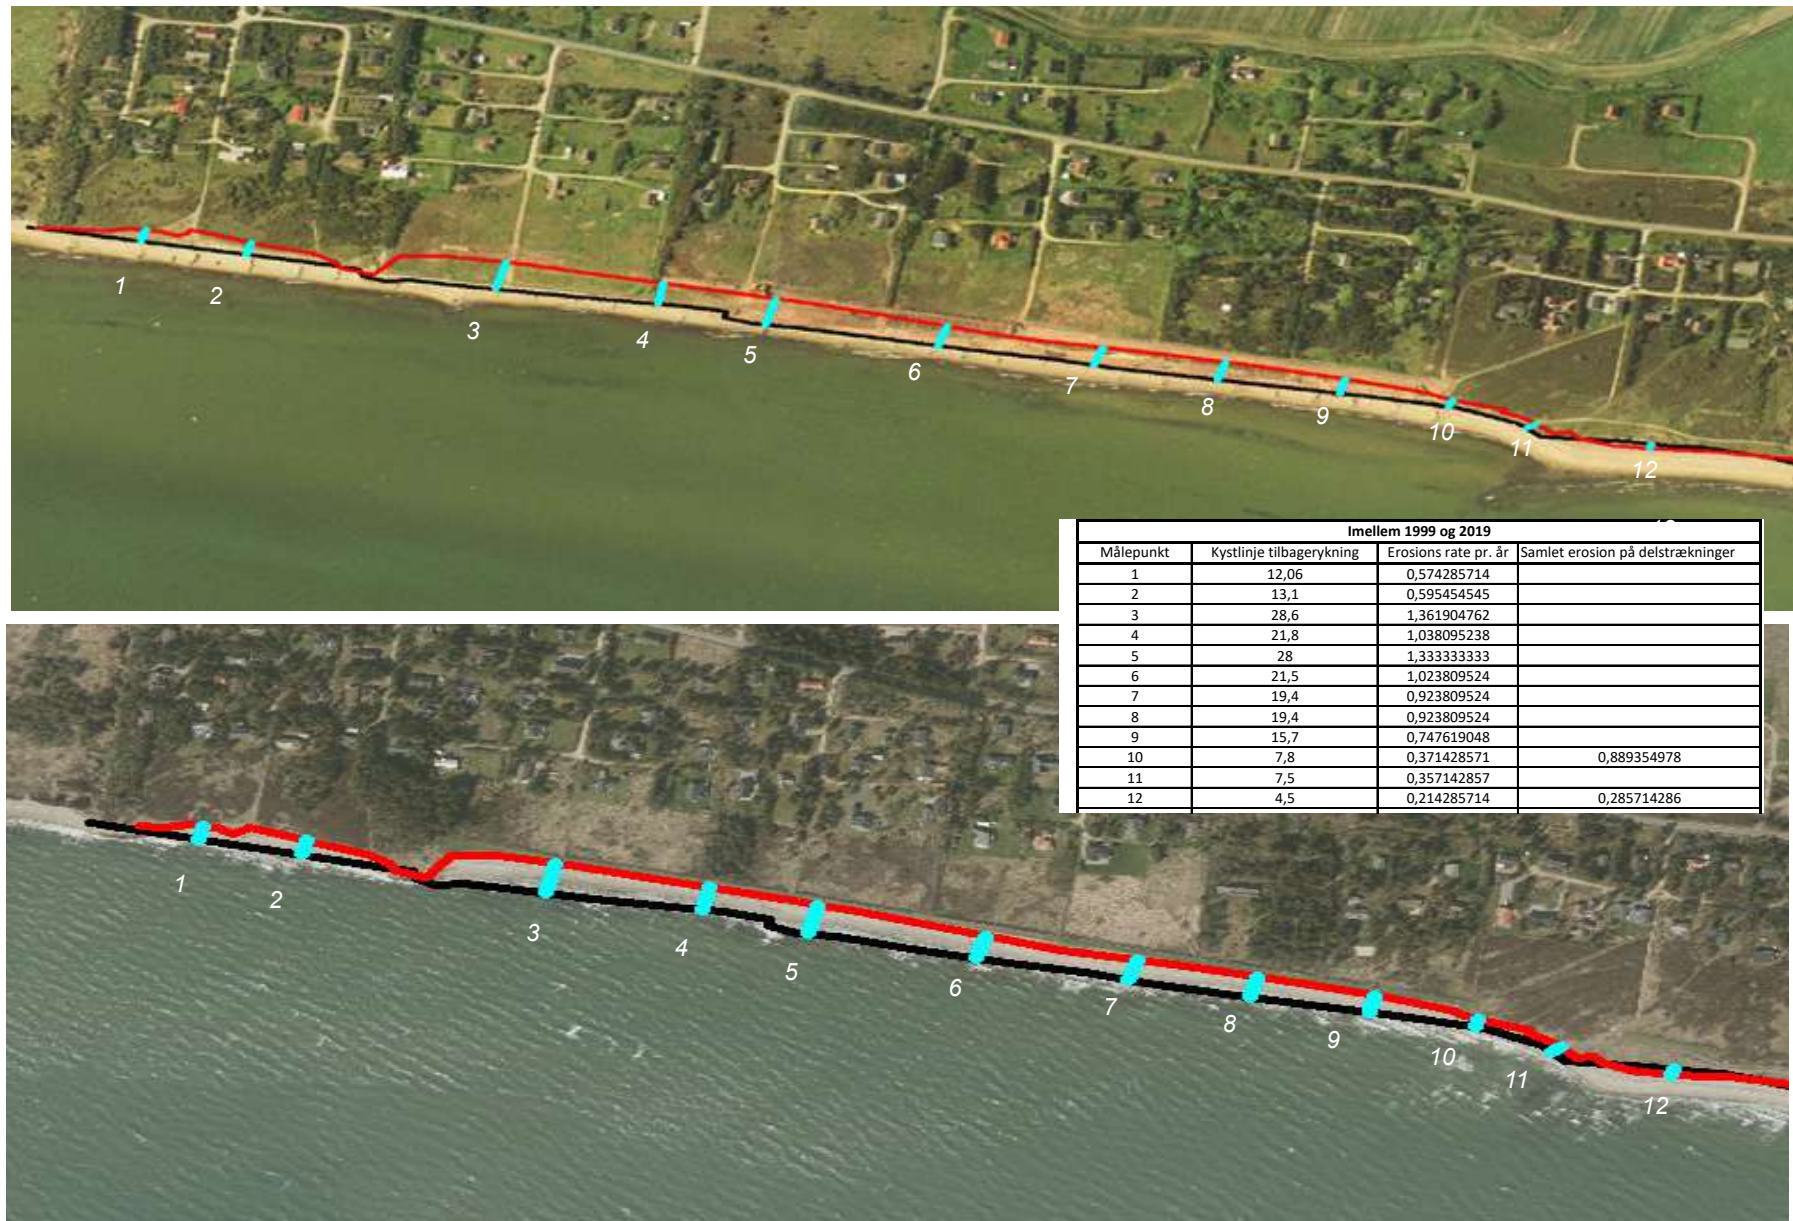 1
2
3
4
5
6
7
8
9
10
11
12
Imellem 1999 og 2019
Målepunkt Kystlinje tilbagerykning Erosions rate pr. år Samlet erosion på delstrækninger
1 12,06 0,574285714
2 13,1 0,595454545
3 28,6 1,361904762
4 21,8 1,038095238
5 28 1,333333333
6 21,5 1,023809524
7 19,4 0,923809524
8 19,4 0,923809524
9 15,7 0,747619048
10 7,8 0,371428571 0,889354978
11 7,5 0,357142857
12 4,5 0,214285714 0,285714286
1
2
3
4
5
6
7
8
9
10
11
12